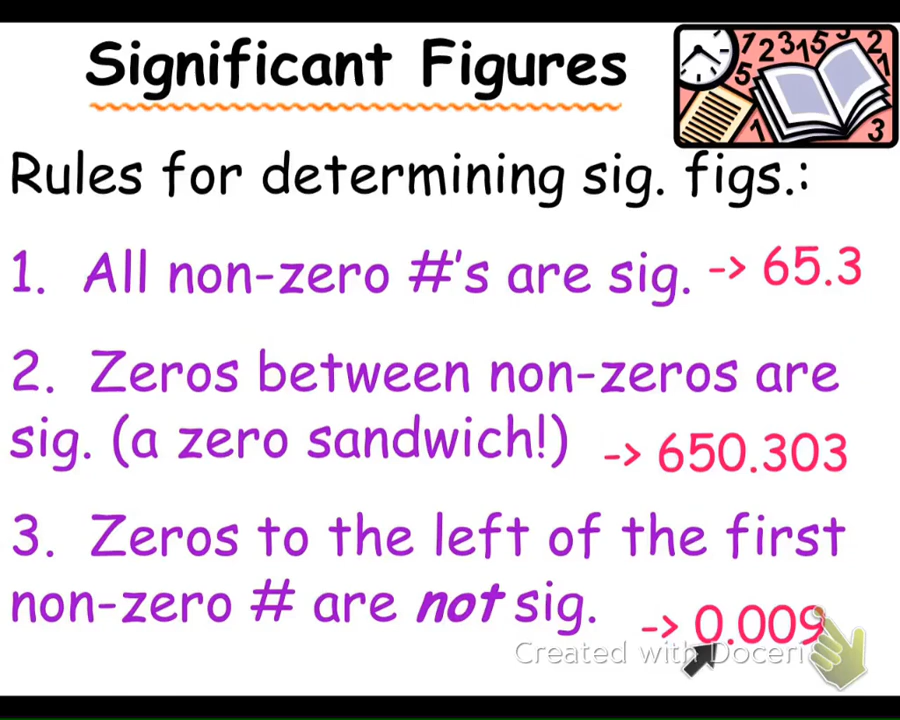 Significant Figures
Rules for determining sig. figs.:
1. All non-zero #'s are sig. -> 65.3
2. Zeros between non-zeros are
sig. (a zero sandwich!) -> 650.303
3. Zeros to the left of the first
non-zero # are not sig. -> 0.009
Created with Doceri